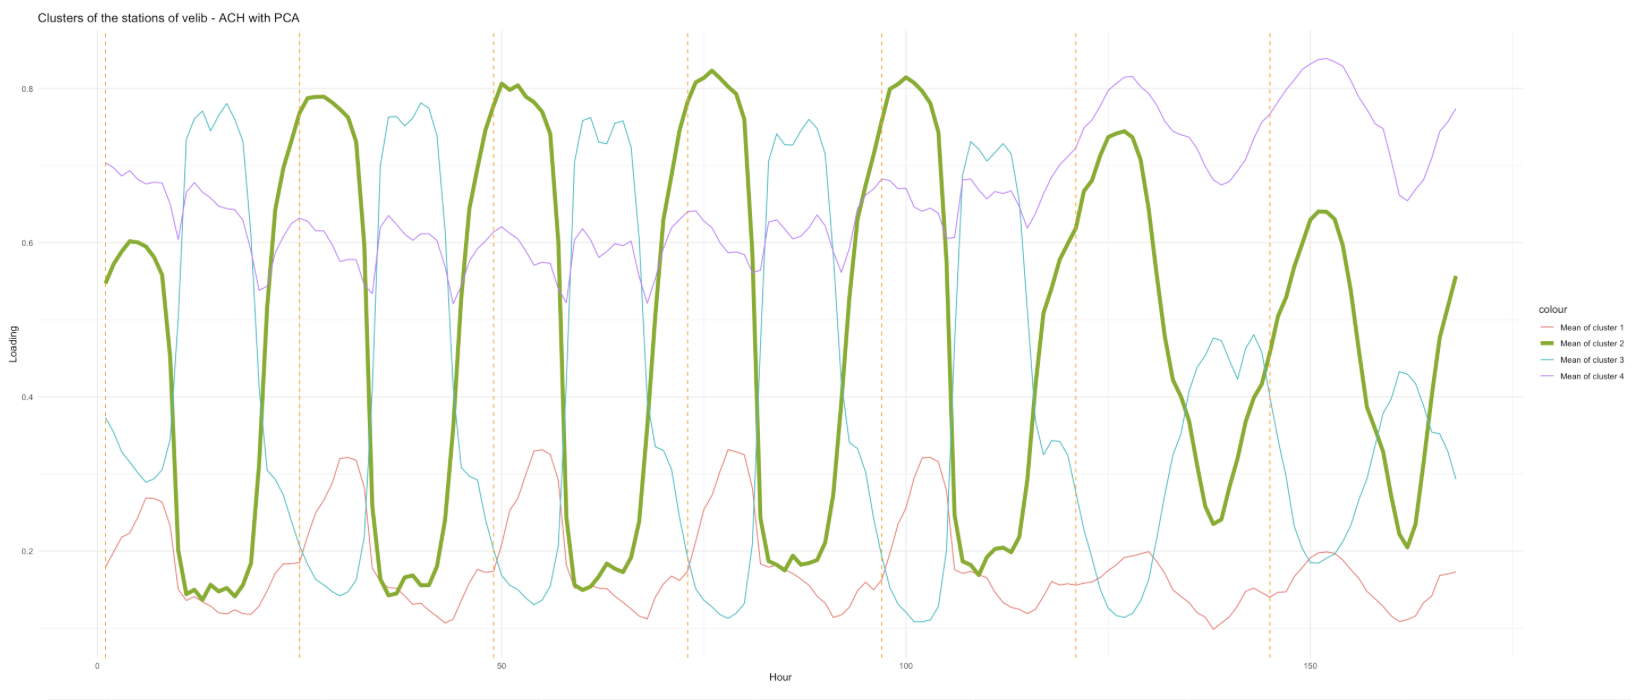 Clusters of the stations of velib - ACH with PCA
0.8
0.6
0.4
0.2
Loading
0
50
100
150
Hour
colour
Mean of cluster 1
Mean of cluster 2
Mean of cluster 3
Mean of cluster 4